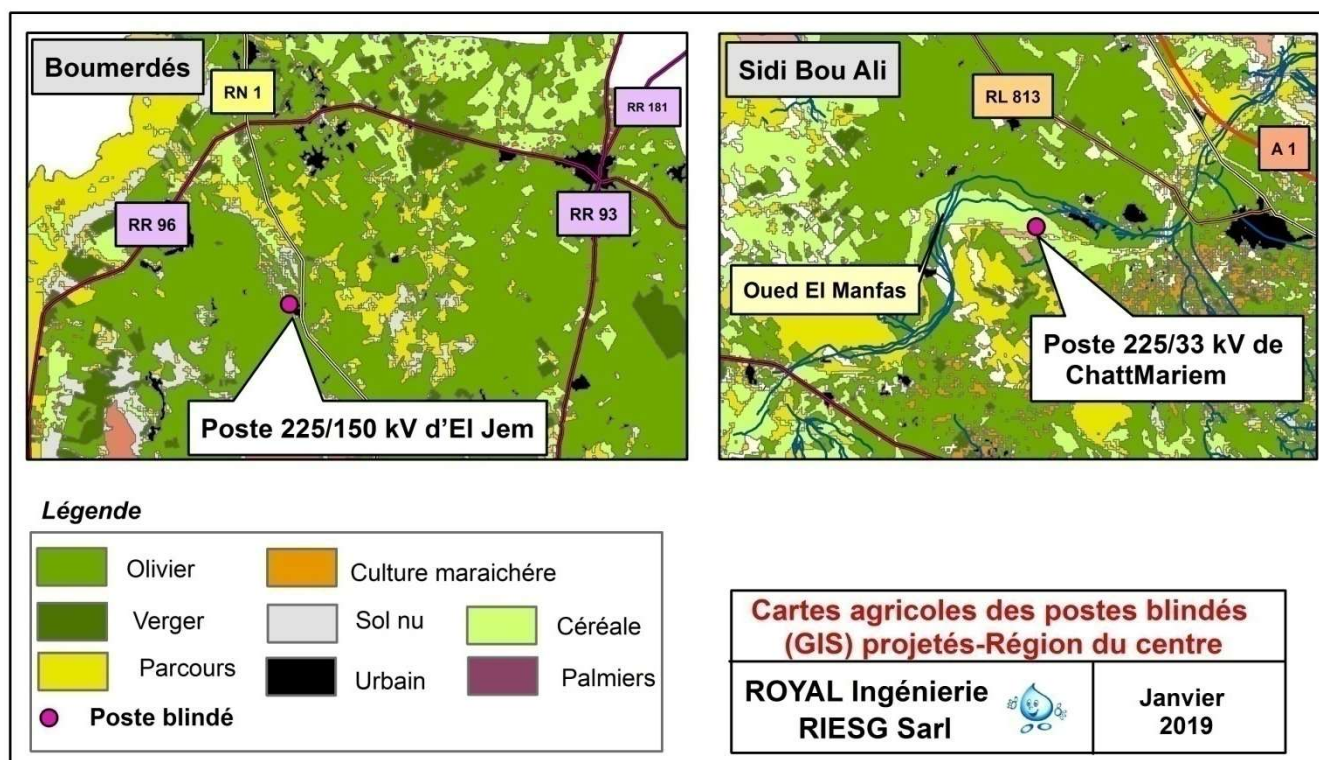 Boumerdés
RN 1
RR 181
RR 96
RR 93
Poste 225/150 kV d’El Jem
Sidi Bou Ali
RL 813
A 1
Oued El Manfas
Poste 225/33 kV de
ChattMariem
Légende
Olivier
Culture maraichére
Verger
Sol nu
Céréale
Parcours
Urbain
Palmiers
Poste blindé
Cartes agricoles des postes blindés
(GIS) projetés-Région du centre
ROYAL Ingénierie
RIESG Sarl
Janvier
2019